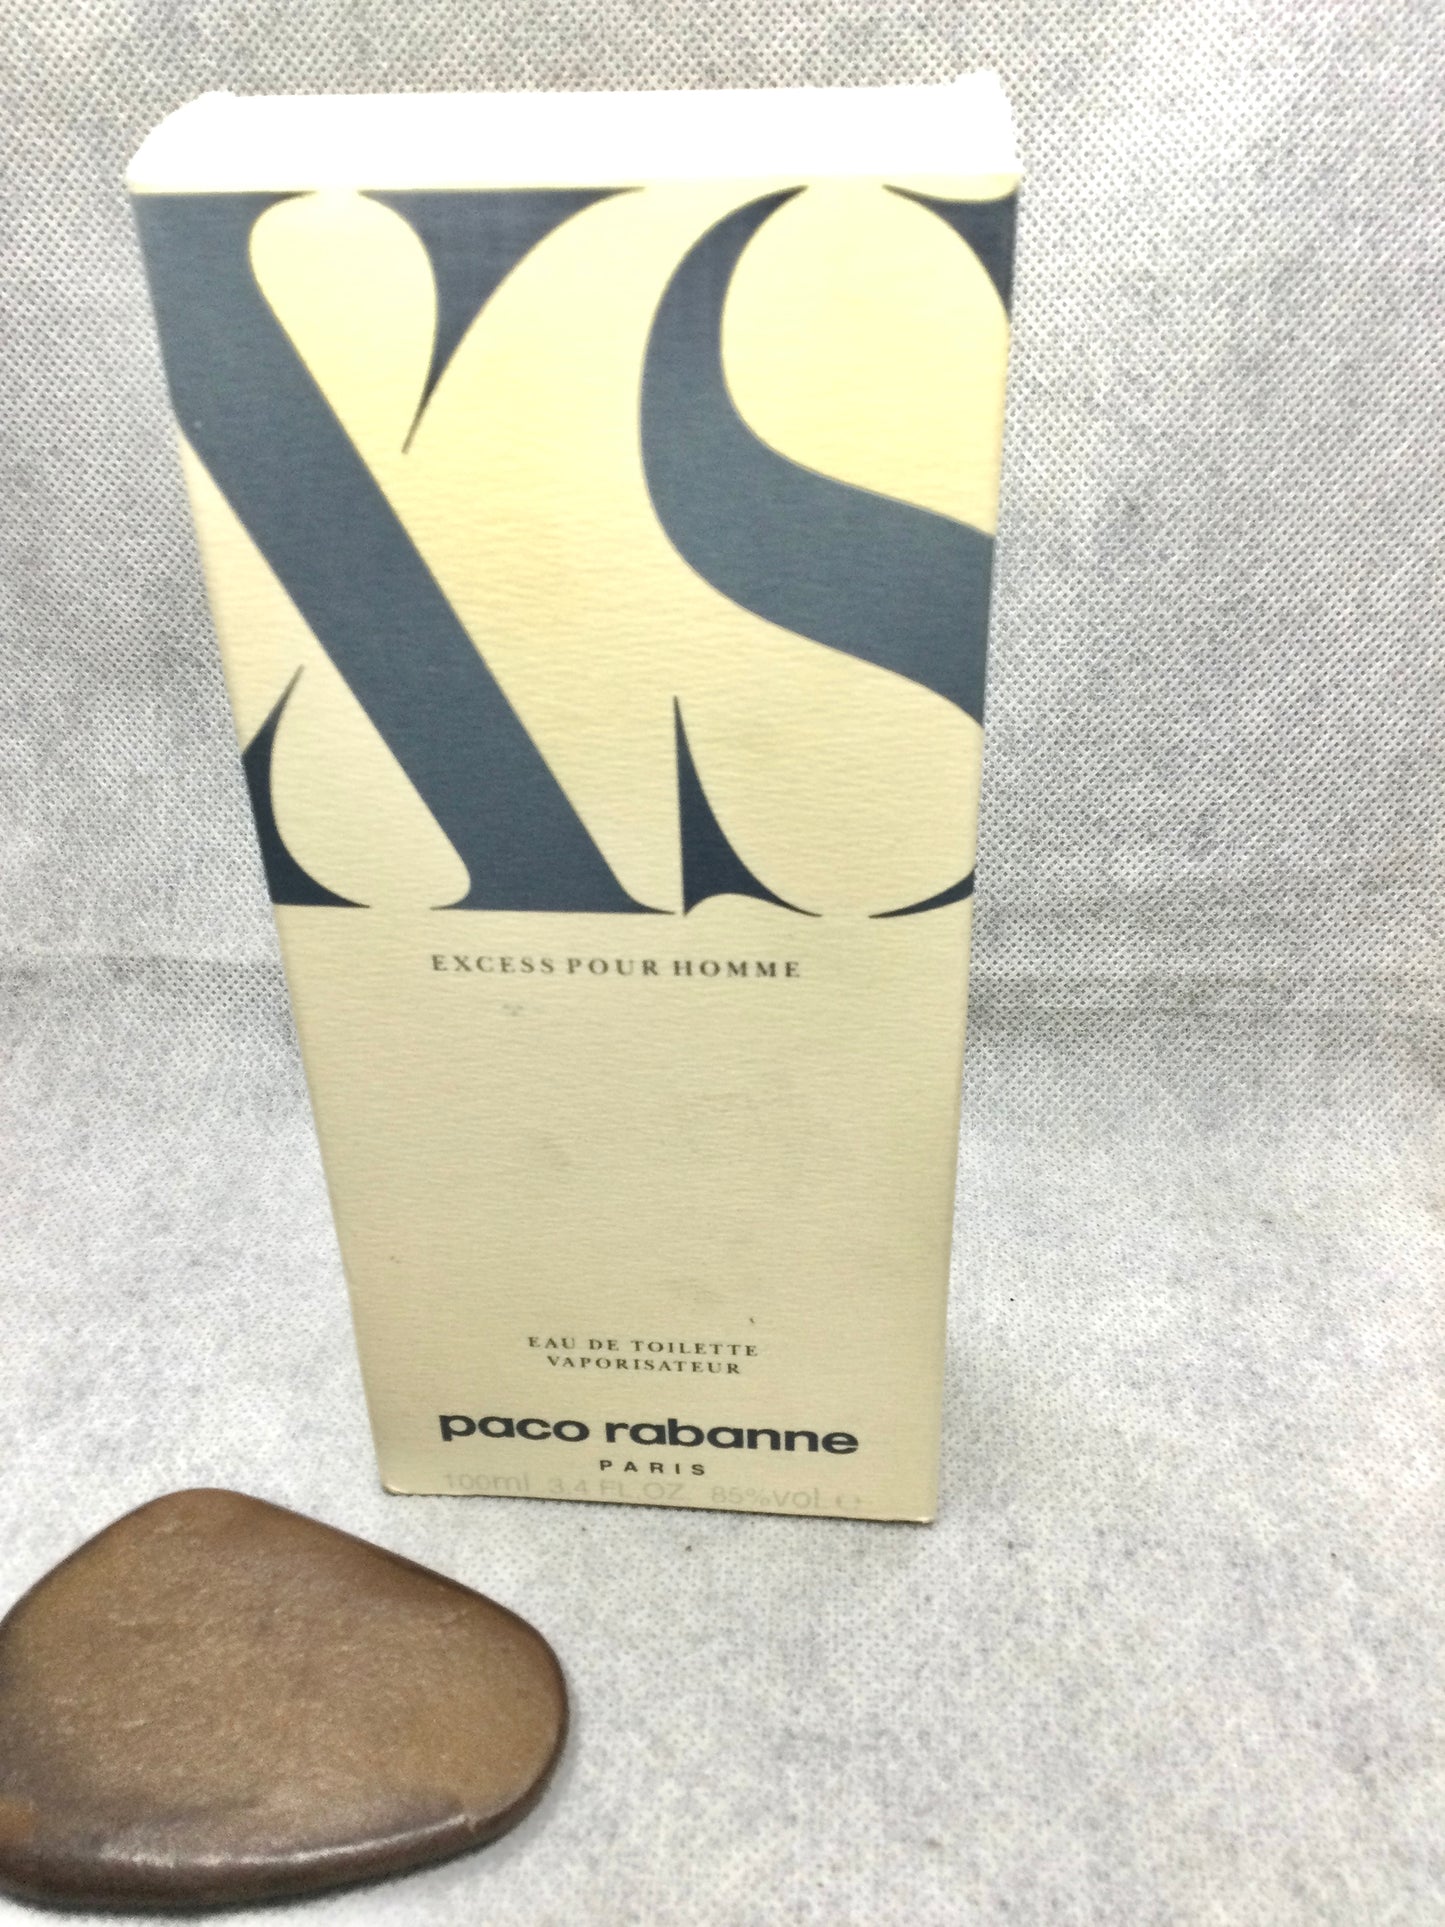 XS
EXCESS POUR HOMME
EAU DE TOILETTE
VAPORISATEUR
paco rabanne
PARIS
100ml 3.4 FL.OZ. 85%vol e